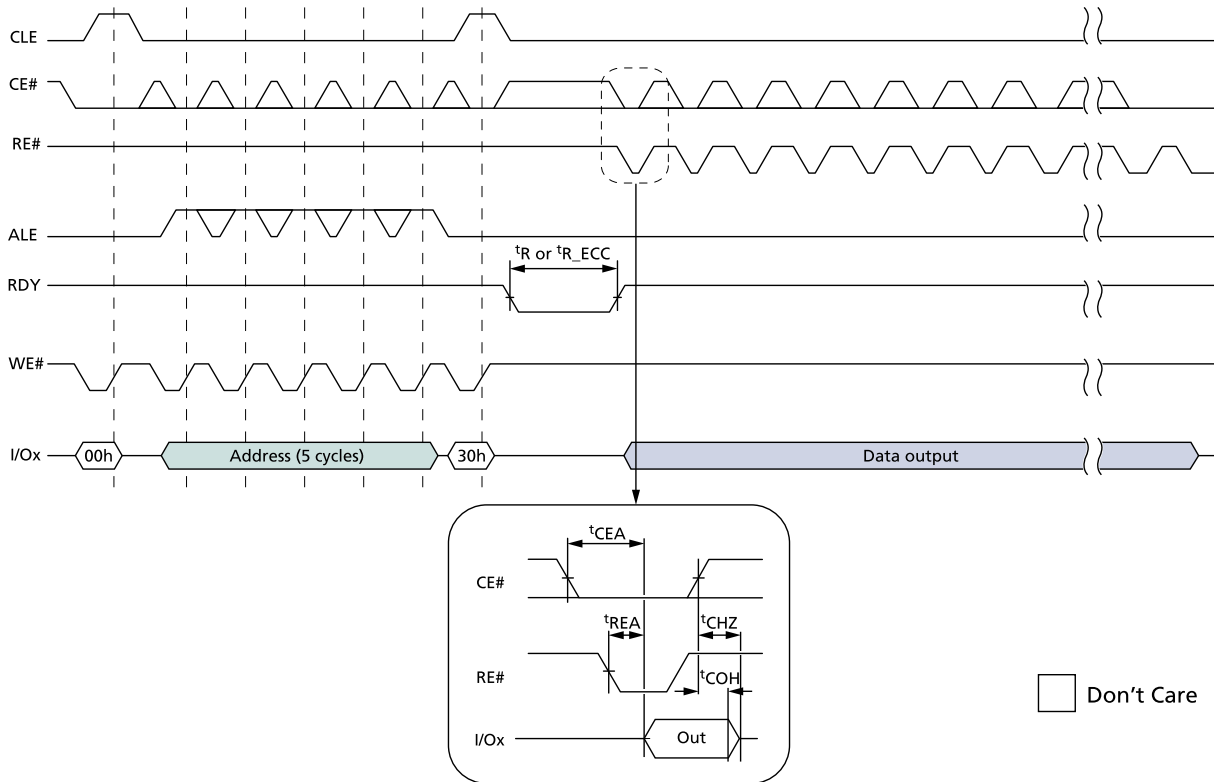 CLE
CE#
RE#
ALE
tR or tR_ECC
RDY
WE#
I/Ox 00h Address (5 cycles) 30h Data output
tCEA
CE#
tREA tCHZ
RE# tCOH
I/Ox Out
Don't Care